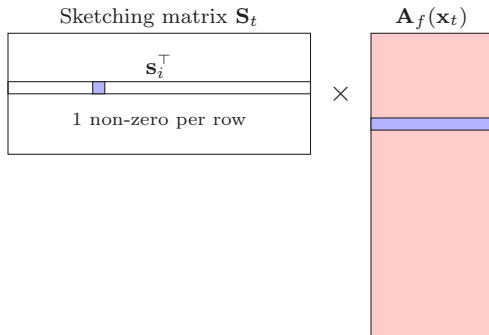 Sketching matrix S_t
A_f(x_t)
s_i^⊤
×
1 non-zero per row